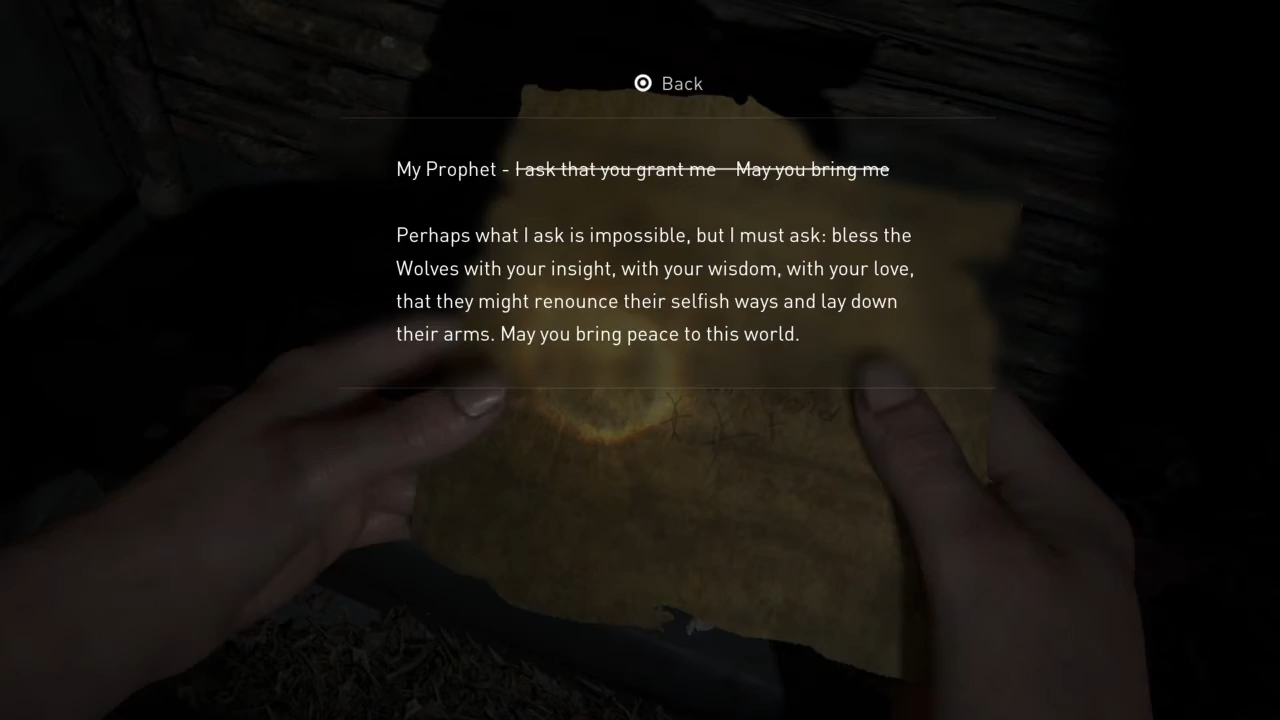 Back
My Prophet - I ask that you grant me May you bring me
Perhaps what I ask is impossible, but I must ask: bless the
Wolves with your insight, with your wisdom, with your love,
that they might renounce their selfish ways and lay down
their arms. May you bring peace to this world.